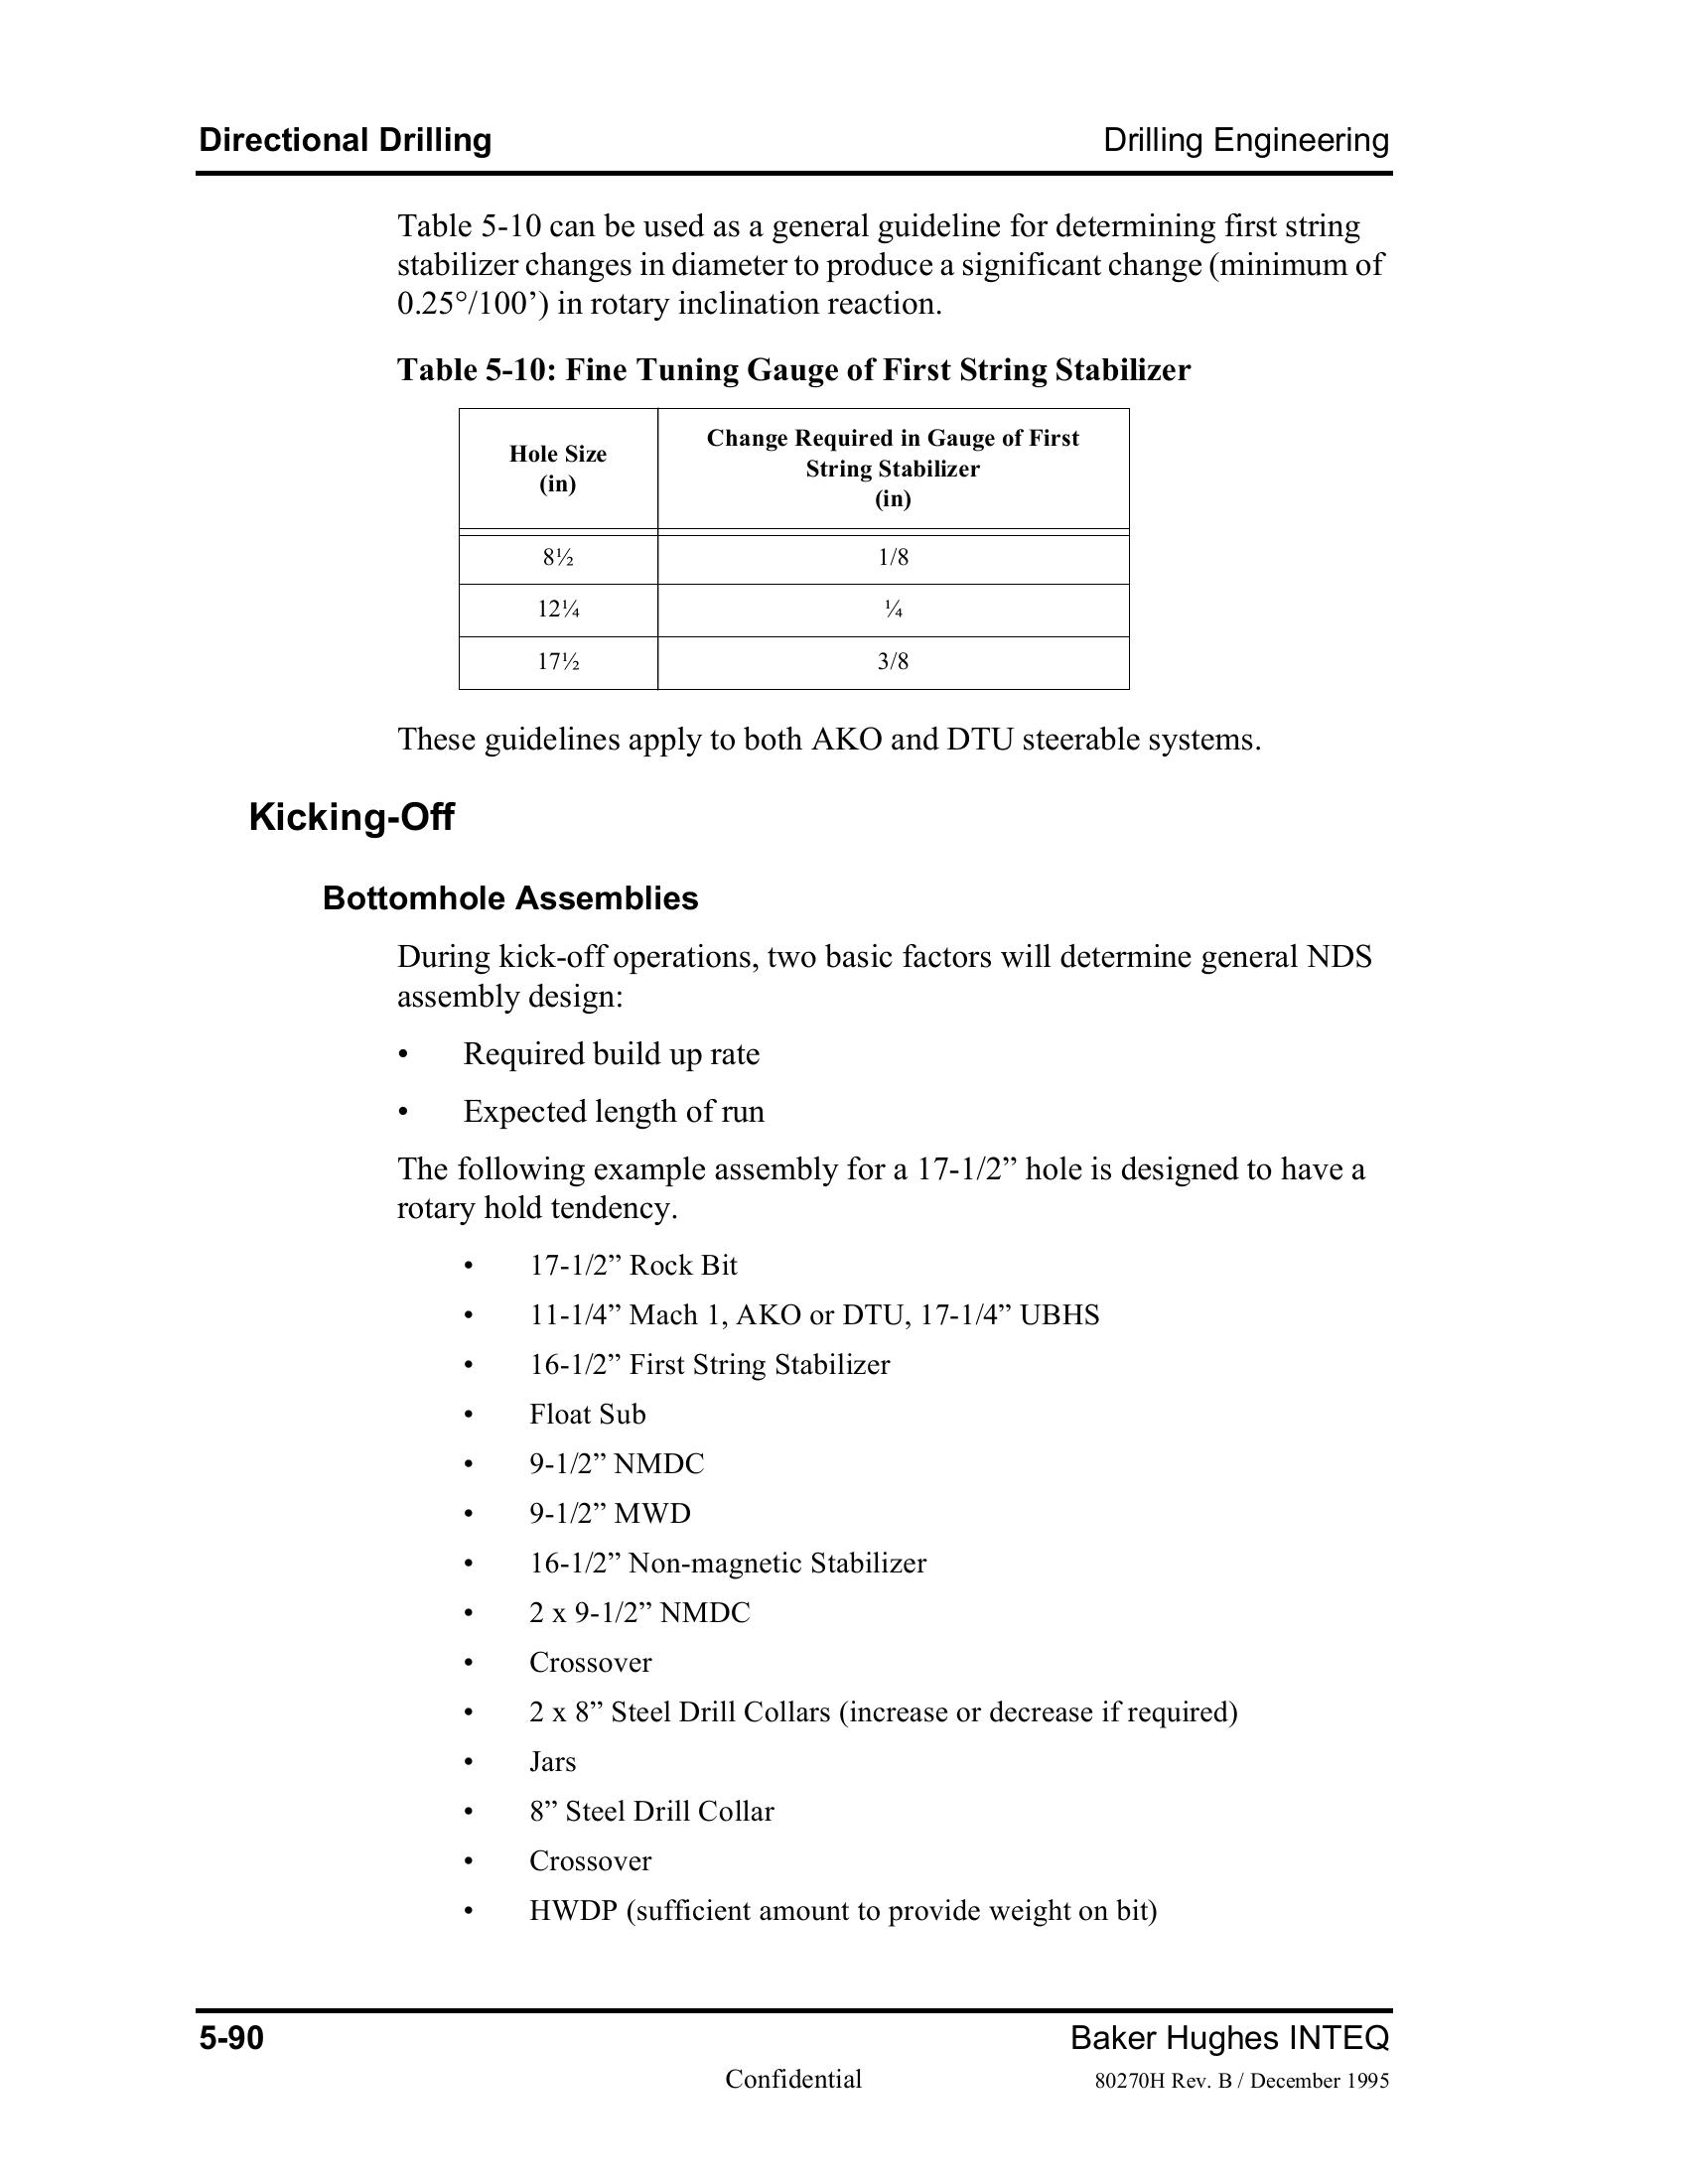 Directional Drilling
Drilling Engineering
Table 5-10 can be used as a general guideline for determining first string
stabilizer changes in diameter to produce a significant change (minimum of
0.25°/100’) in rotary inclination reaction.
Table 5-10: Fine Tuning Gauge of First String Stabilizer
Hole Size
(in)
Change Required in Gauge of First
String Stabilizer
(in)
8½ 1/8
12¼ ¼
17½ 3/8
These guidelines apply to both AKO and DTU steerable systems.
Kicking-Off
Bottomhole Assemblies
During kick-off operations, two basic factors will determine general NDS
assembly design:
• Required build up rate
• Expected length of run
The following example assembly for a 17-1/2” hole is designed to have a
rotary hold tendency.
• 17-1/2” Rock Bit
• 11-1/4” Mach 1, AKO or DTU, 17-1/4” UBHS
• 16-1/2” First String Stabilizer
• Float Sub
• 9-1/2” NMDC
• 9-1/2” MWD
• 16-1/2” Non-magnetic Stabilizer
• 2 x 9-1/2” NMDC
• Crossover
• 2 x 8” Steel Drill Collars (increase or decrease if required)
• Jars
• 8” Steel Drill Collar
• Crossover
• HWDP (sufficient amount to provide weight on bit)
5-90
Baker Hughes INTEQ
Confidential
80270H Rev. B / December 1995